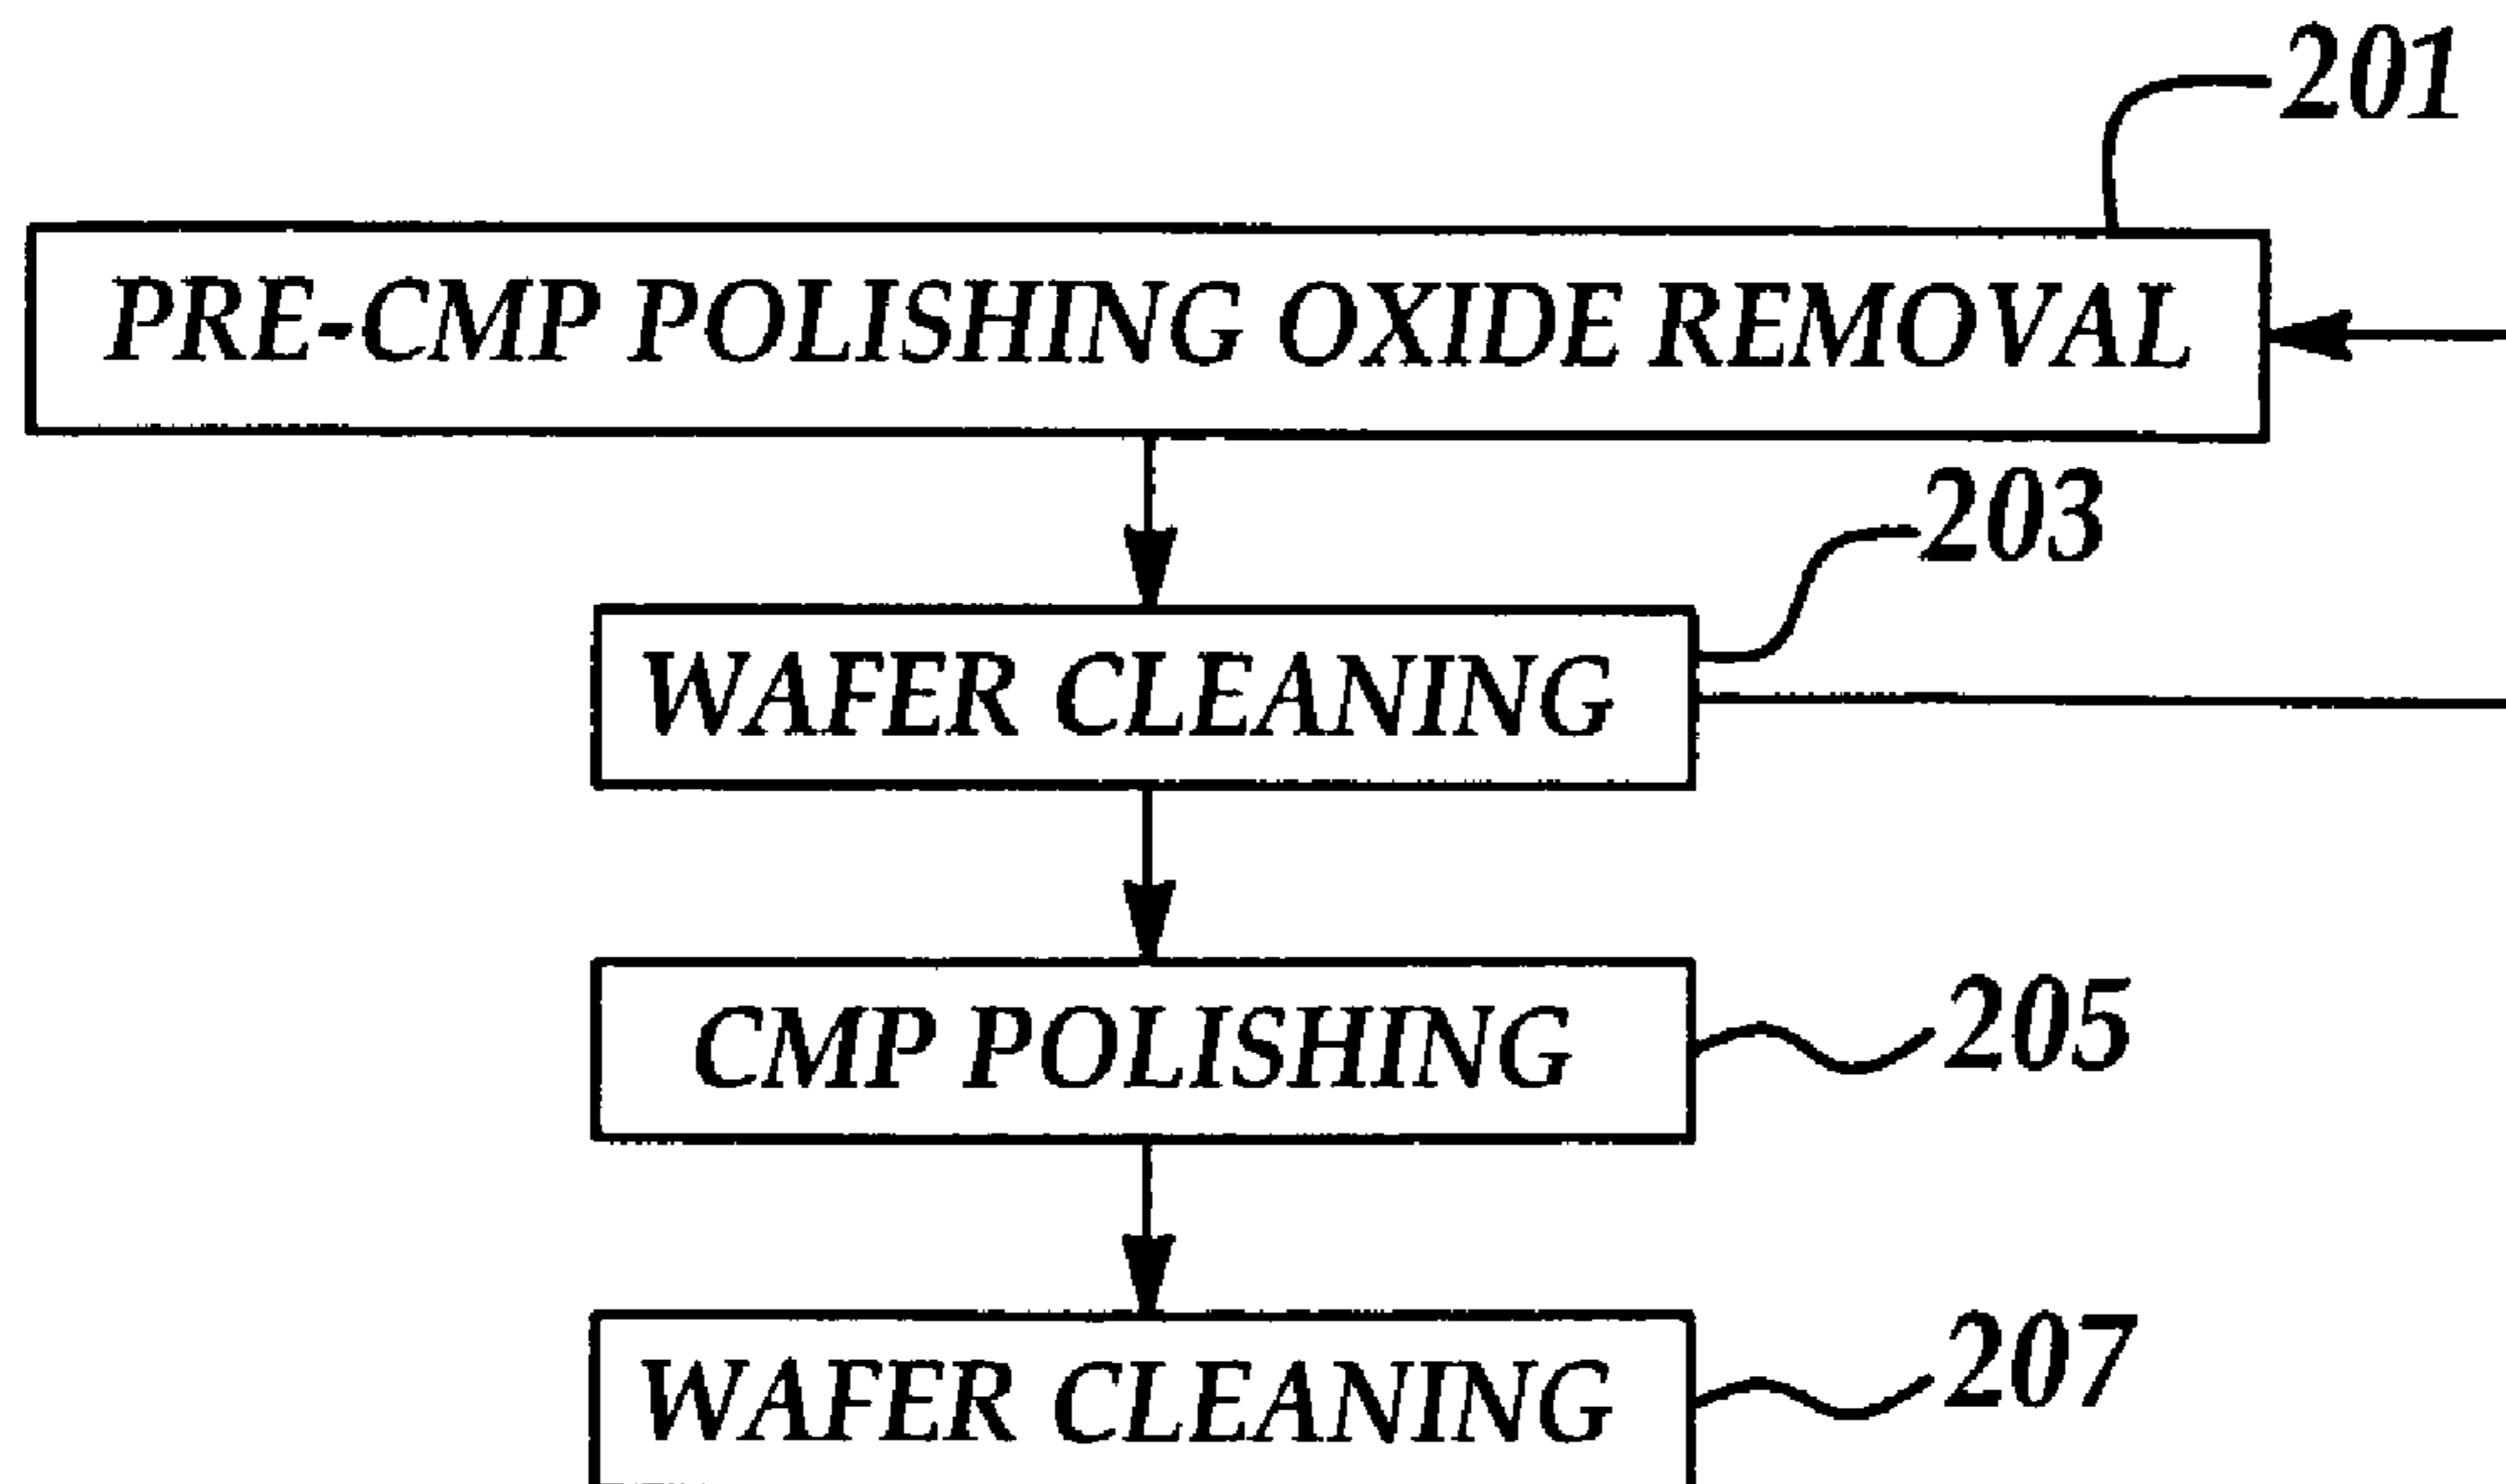 201
PRE-CMP POLISHING OXIDE REMOVAL
203
WAFER CLEANING
CMP POLISHING
205
WAFER CLEANING
207